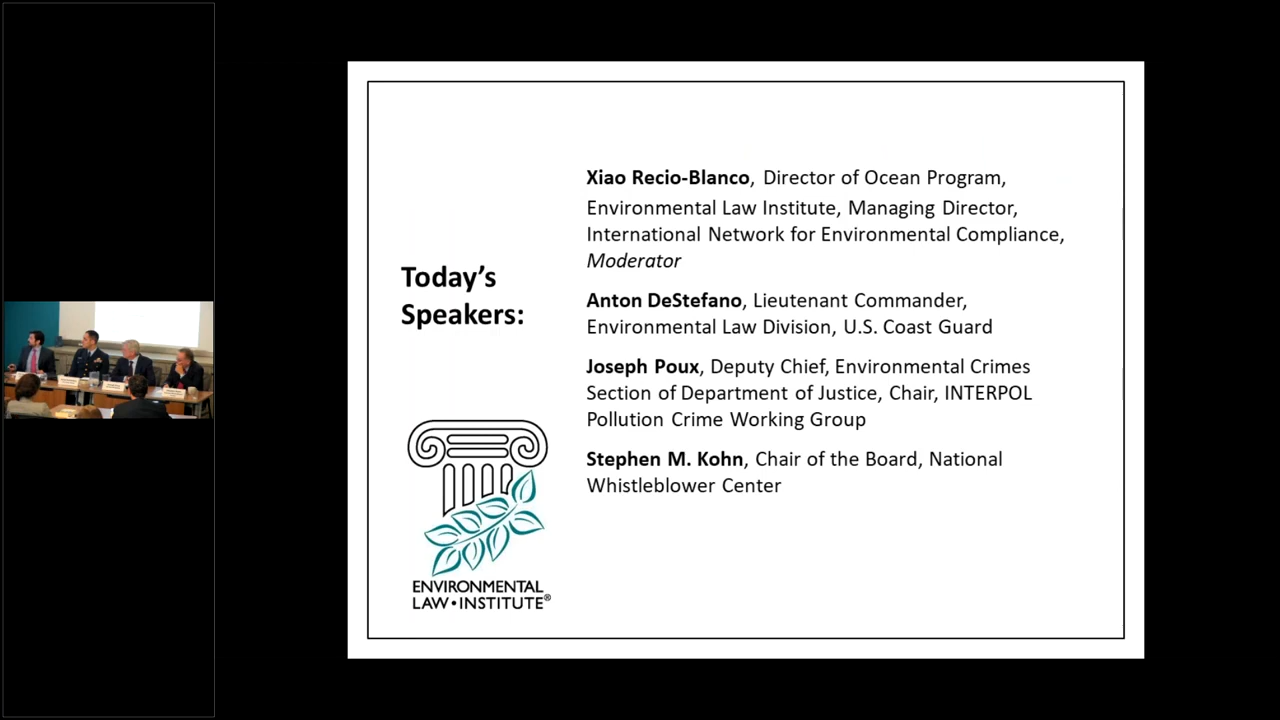 Today's
Speakers:
Xiao Recio-Blanco, Director of Ocean Program,
Environmental Law Institute, Managing Director,
International Network for Environmental Compliance,
Moderator
Anton DeStefano, Lieutenant Commander,
Environmental Law Division, U.S. Coast Guard
Joseph Poux, Deputy Chief, Environmental Crimes
Section of Department of Justice, Chair, INTERPOL
Pollution Crime Working Group
Stephen M. Kohn, Chair of the Board, National
Whistleblower Center
ENVIRONMENTAL
LAW•INSTITUTE®